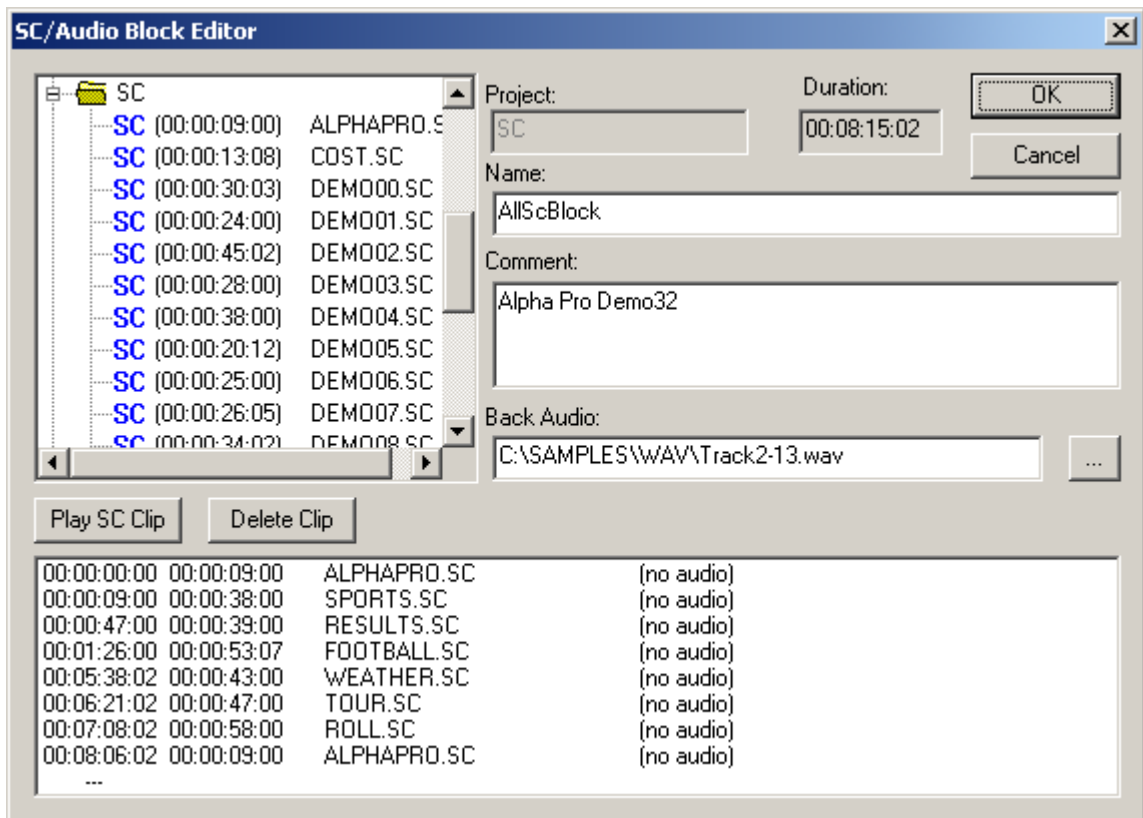 SC/Audio Block Editor
SC
SC (00:00:09:00) ALPHAPRO.S
SC (00:00:13:08) COST.SC
SC (00:00:30:03) DEMO00.SC
SC (00:00:24:00) DEMO01.SC
SC (00:00:45:02) DEMO02.SC
SC (00:00:28:00) DEMO03.SC
SC (00:00:38:00) DEMO04.SC
SC (00:00:20:12) DEMO05.SC
SC (00:00:25:00) DEMO06.SC
SC (00:00:26:05) DEMO07.SC
SC (00:00:34:02) DEMO08.SC
Project:
SC
Duration:
00:08:15:02
OK
Cancel
Name:
AllScBlock
Comment:
Alpha Pro Demo32
Back Audio:
C:\SAMPLES\WAV\Track2-13.wav
...
Play SC Clip
Delete Clip
00:00:00:00 00:00:09:00 ALPHAPRO.SC (no audio)
00:00:09:00 00:00:38:00 SPORTS.SC (no audio)
00:00:47:00 00:00:39:00 RESULTS.SC (no audio)
00:01:26:00 00:00:53:07 FOOTBALL.SC (no audio)
00:05:38:02 00:00:43:00 WEATHER.SC (no audio)
00:06:21:02 00:00:47:00 TOUR.SC (no audio)
00:07:08:02 00:00:58:00 ROLL.SC (no audio)
00:08:06:02 00:00:09:00 ALPHAPRO.SC (no audio)
---